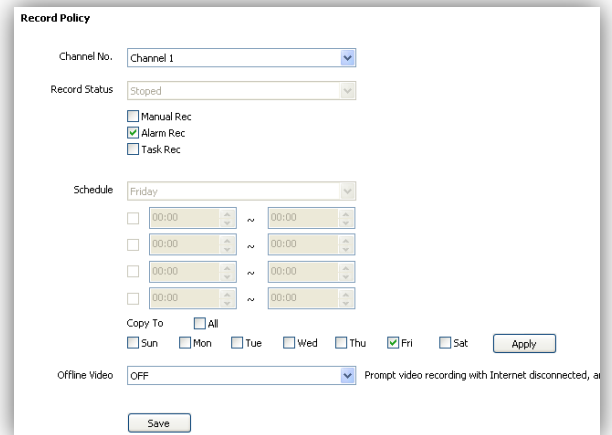 Record Policy
Channel No. Channel 1
Record Status Stoped
Manual Rec
Alarm Rec
Task Rec
Schedule Friday
00:00 ~ 00:00
00:00 ~ 00:00
00:00 ~ 00:00
00:00 ~ 00:00
Copy To All
Sun Mon Tue Wed Thu Fri Sat Apply
Offline Video OFF Prompt video recording with Internet disconnected,
Save